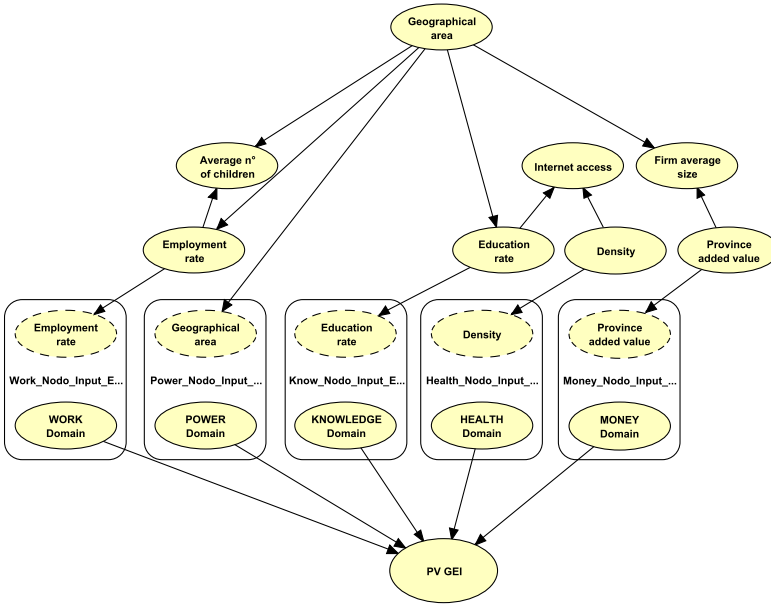 Geographical
area
Average n°
of children
Internet access
Firm average
size
Employment
rate
Education
rate
Density
Province
added value
Employment
rate
Geographical
area
Education
rate
Density
Province
added value
Work_Nodo_Input_E...
Power_Nodo_Input_...
Know_Nodo_Input_E...
Health_Nodo_Input_...
Money_Nodo_Input_...
WORK
Domain
POWER
Domain
KNOWLEDGE
Domain
HEALTH
Domain
MONEY
Domain
PV GEI